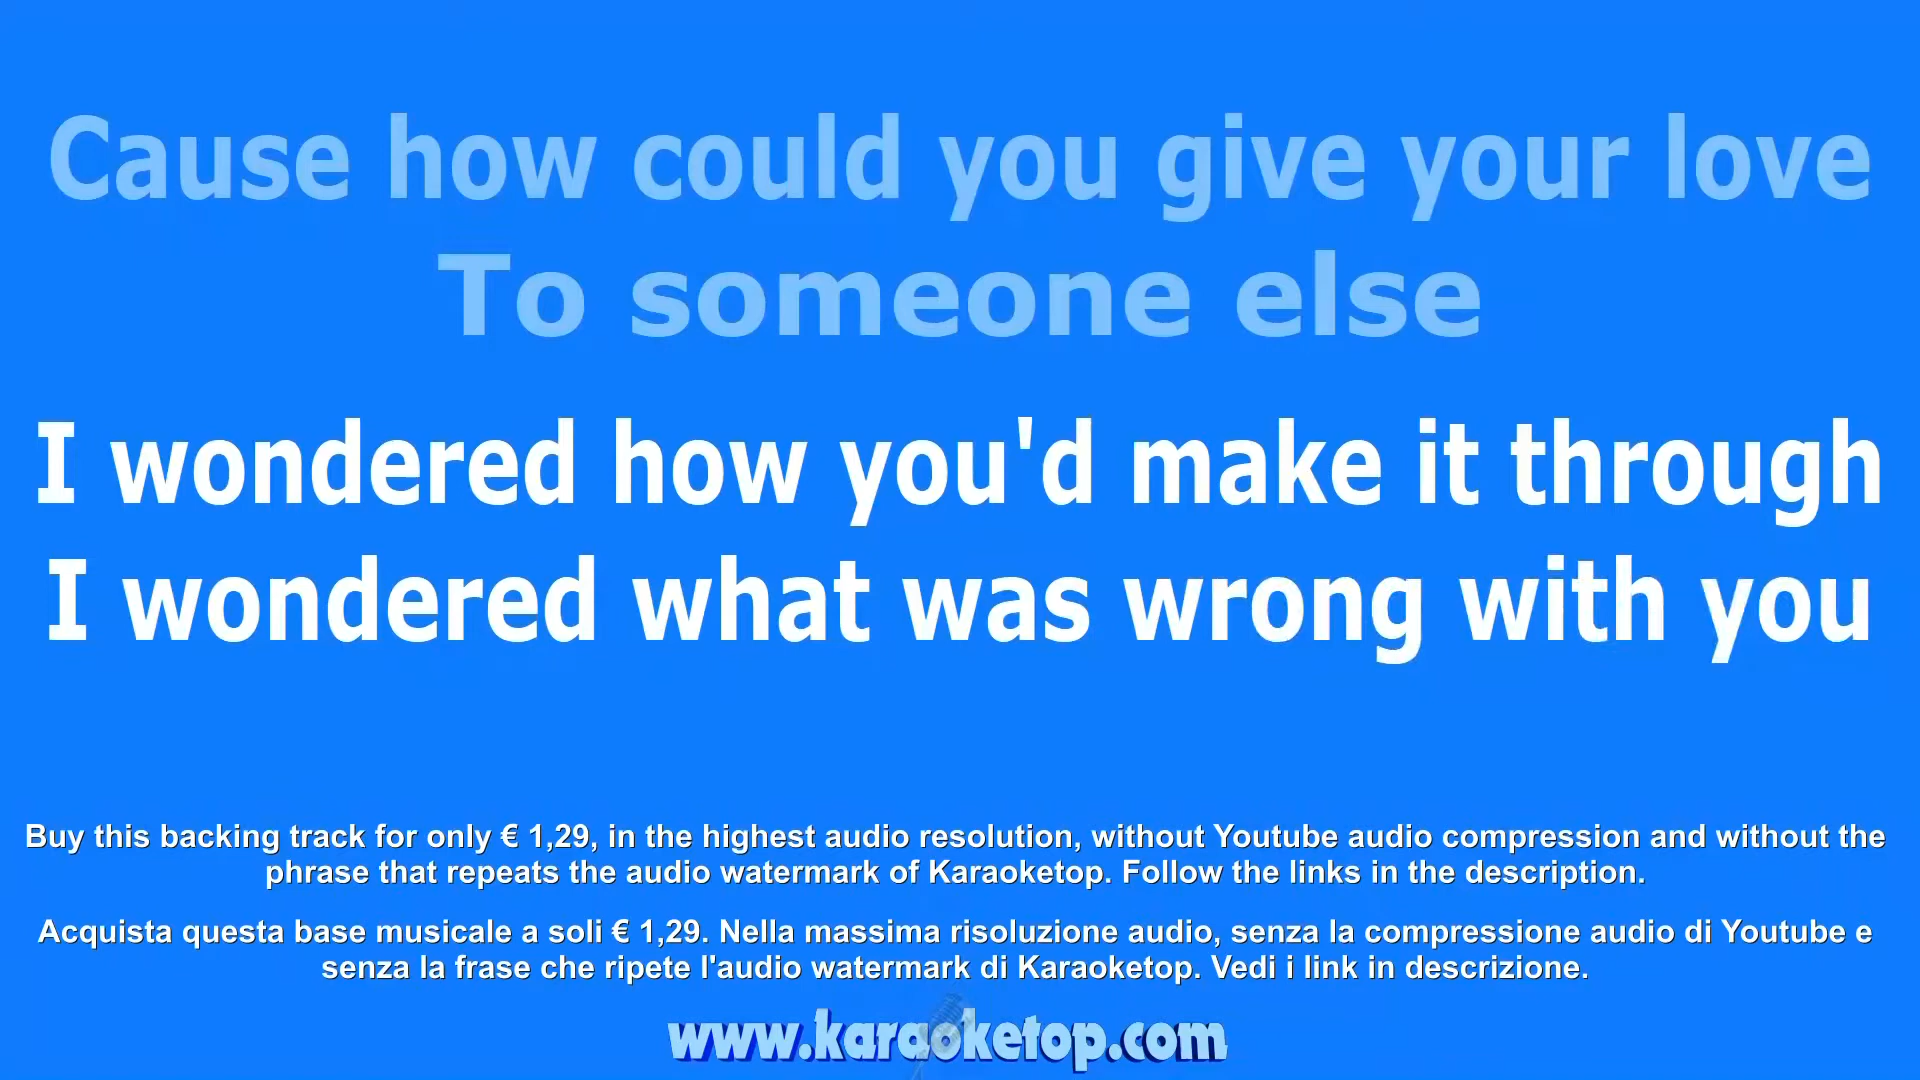 Cause how could you give your love
To someone else
I wondered how you'd make it through
I wondered what was wrong with you
Buy this backing track for only € 1,29, in the highest audio resolution, without Youtube audio compression and without the
phrase that repeats the audio watermark of Karaoketop. Follow the links in the description.
Acquista questa base musicale a soli € 1,29. Nella massima risoluzione audio, senza la compressione audio di Youtube e
senza la frase che ripete l'audio watermark di Karaoketop. Vedi i link in descrizione.
www.karaoketop.com